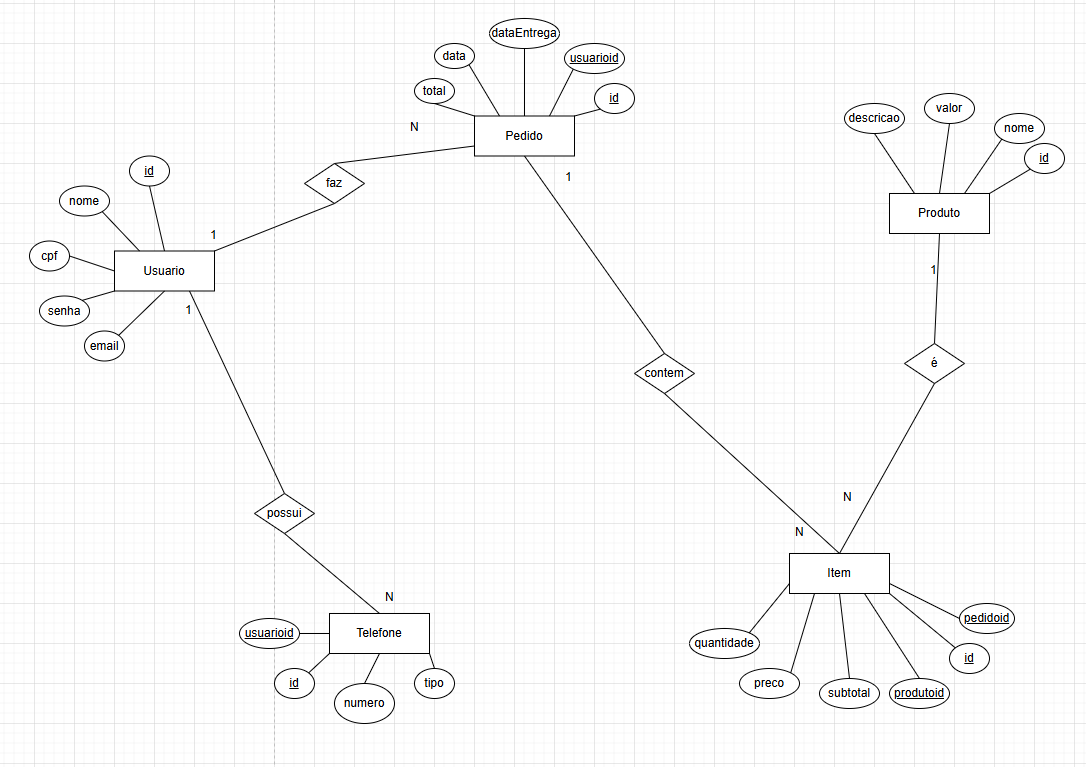 dataEntrega
data
usuarioid
total
id
Pedido
N
1
faz
descricao
valor
nome
id
Produto
1
id
nome
cpf
senha
email
Usuario
1
1
contem
é
N
N
possui
N
Item
quantidade
preco
subtotal
produtoid
id
pedidoid
Telefone
usuarioid
id
numero
tipo